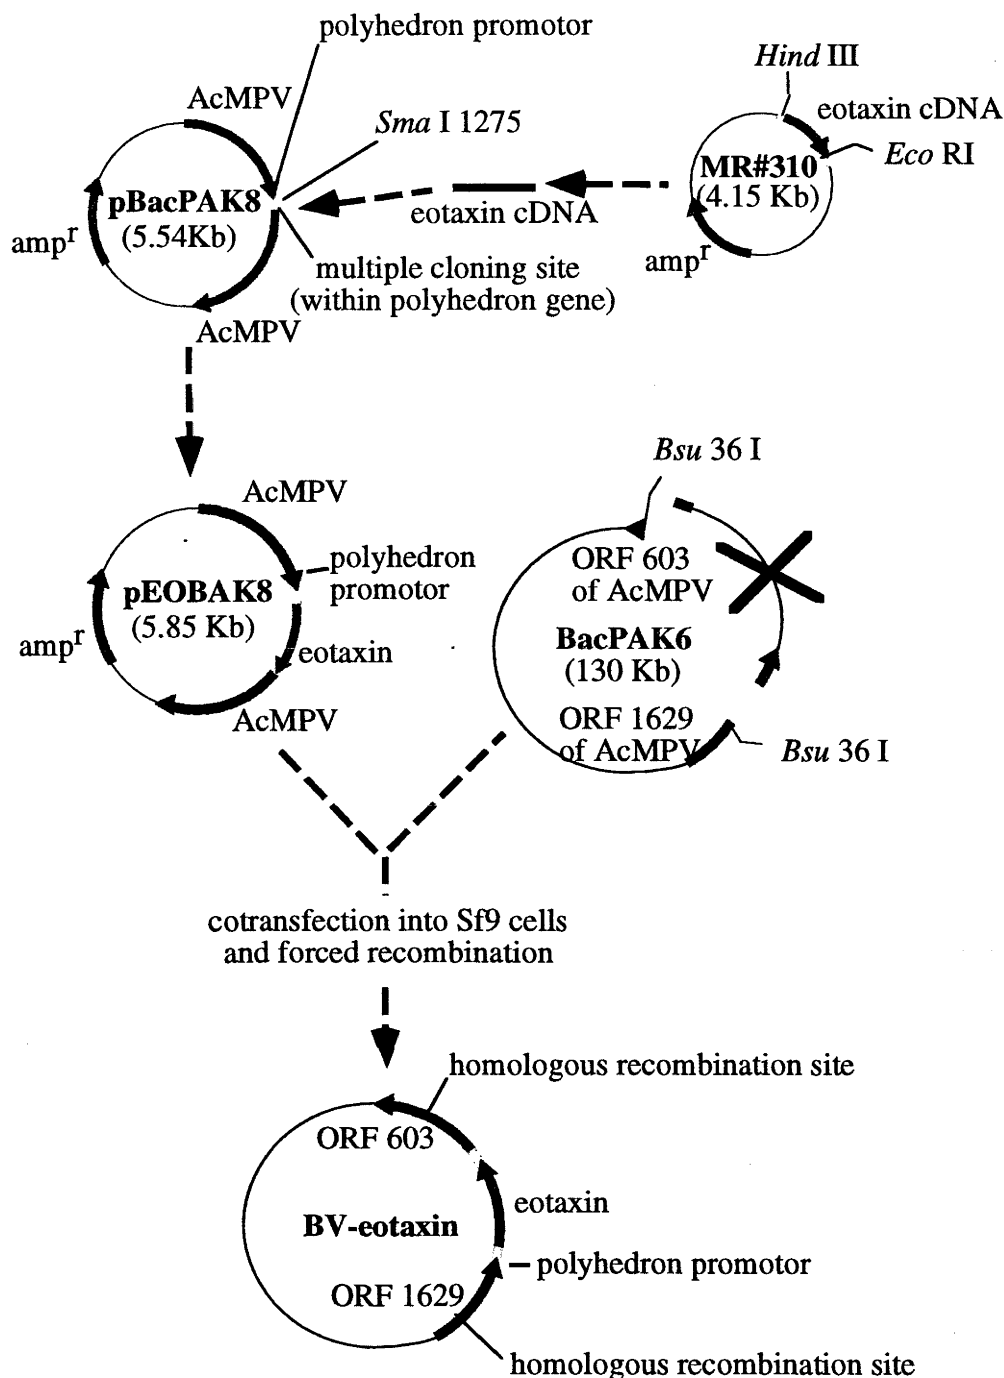 polyhedron promotor
Hind III
AcMPV
eotaxin cDNA
Sma I 1275
Eco RI
MR#310
(4.15 Kb)
pBacPAK8
(5.54Kb)
eotaxin cDNA
amp^r
amp^r
multiple cloning site
(within polyhedron gene)
AcMPV
Bsu 36 I
AcMPV
ORF 603
of AcMPV
polyhedron
promotor
pEOBAK8
(5.85 Kb)
BacPAK6
(130 Kb)
amp^r
eotaxin
AcMPV
ORF 1629
of AcMPV
Bsu 36 I
cotransfection into Sf9 cells
and forced recombination
homologous recombination site
ORF 603
eotaxin
BV-eotaxin
polyhedron promotor
ORF 1629
homologous recombination site